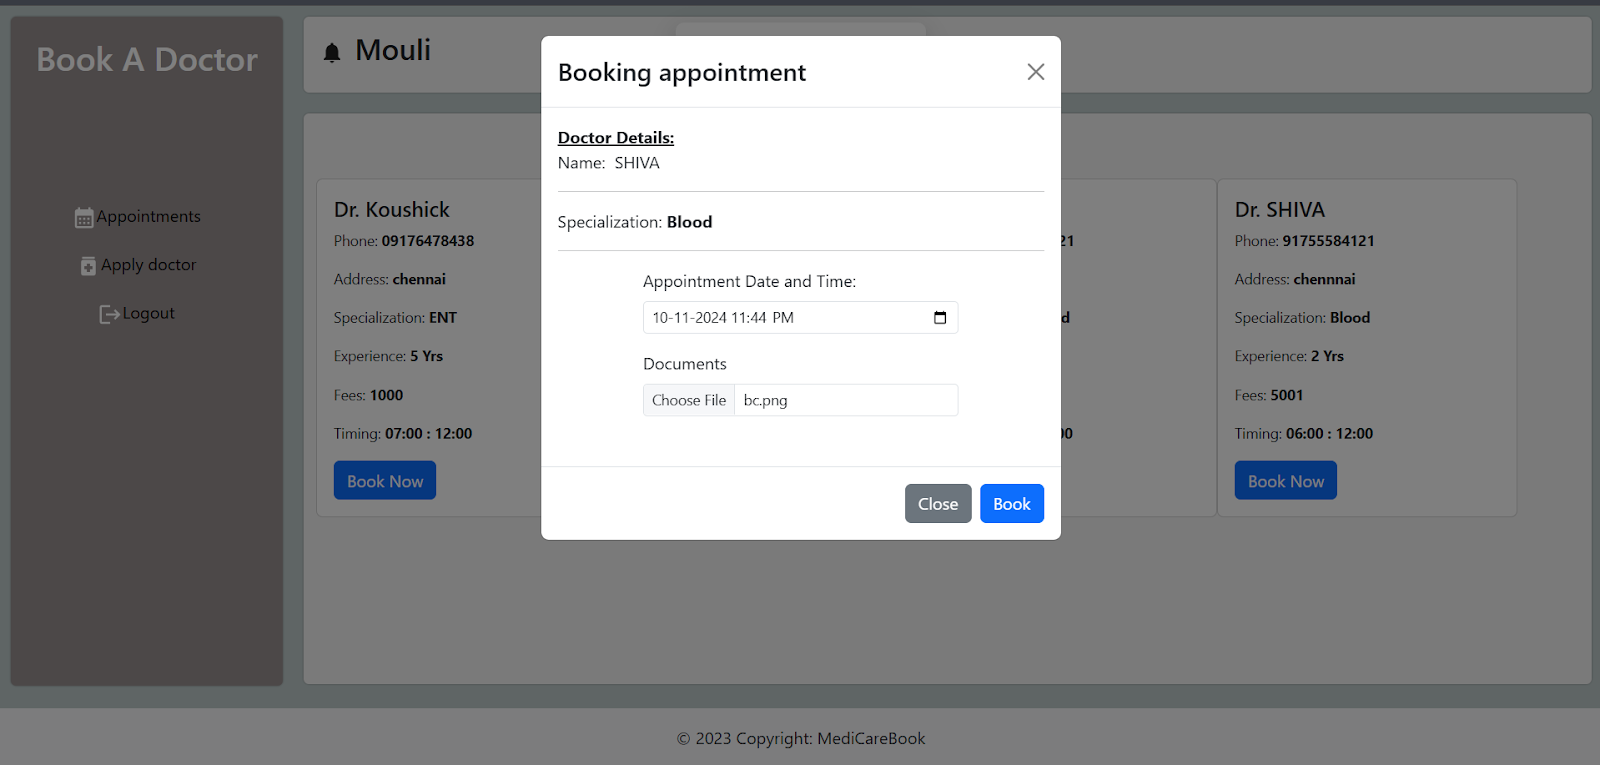 Book A Doctor
Appointments
Apply doctor
Logout
Mouli
Booking appointment
Doctor Details:
Name: SHIVA
Specialization: Blood
Appointment Date and Time:
10-11-2024 11:44 PM
Documents
Choose File bc.png
Close Book
Dr. Koushick
Phone: 09176478438
Address: chennai
Specialization: ENT
Experience: 5 Yrs
Fees: 1000
Timing: 07:00 : 12:00
Book Now
Dr. SHIVA
Phone: 91755584121
Address: chennnai
Specialization: Blood
Experience: 2 Yrs
Fees: 5001
Timing: 06:00 : 12:00
Book Now
© 2023 Copyright: MediCareBook